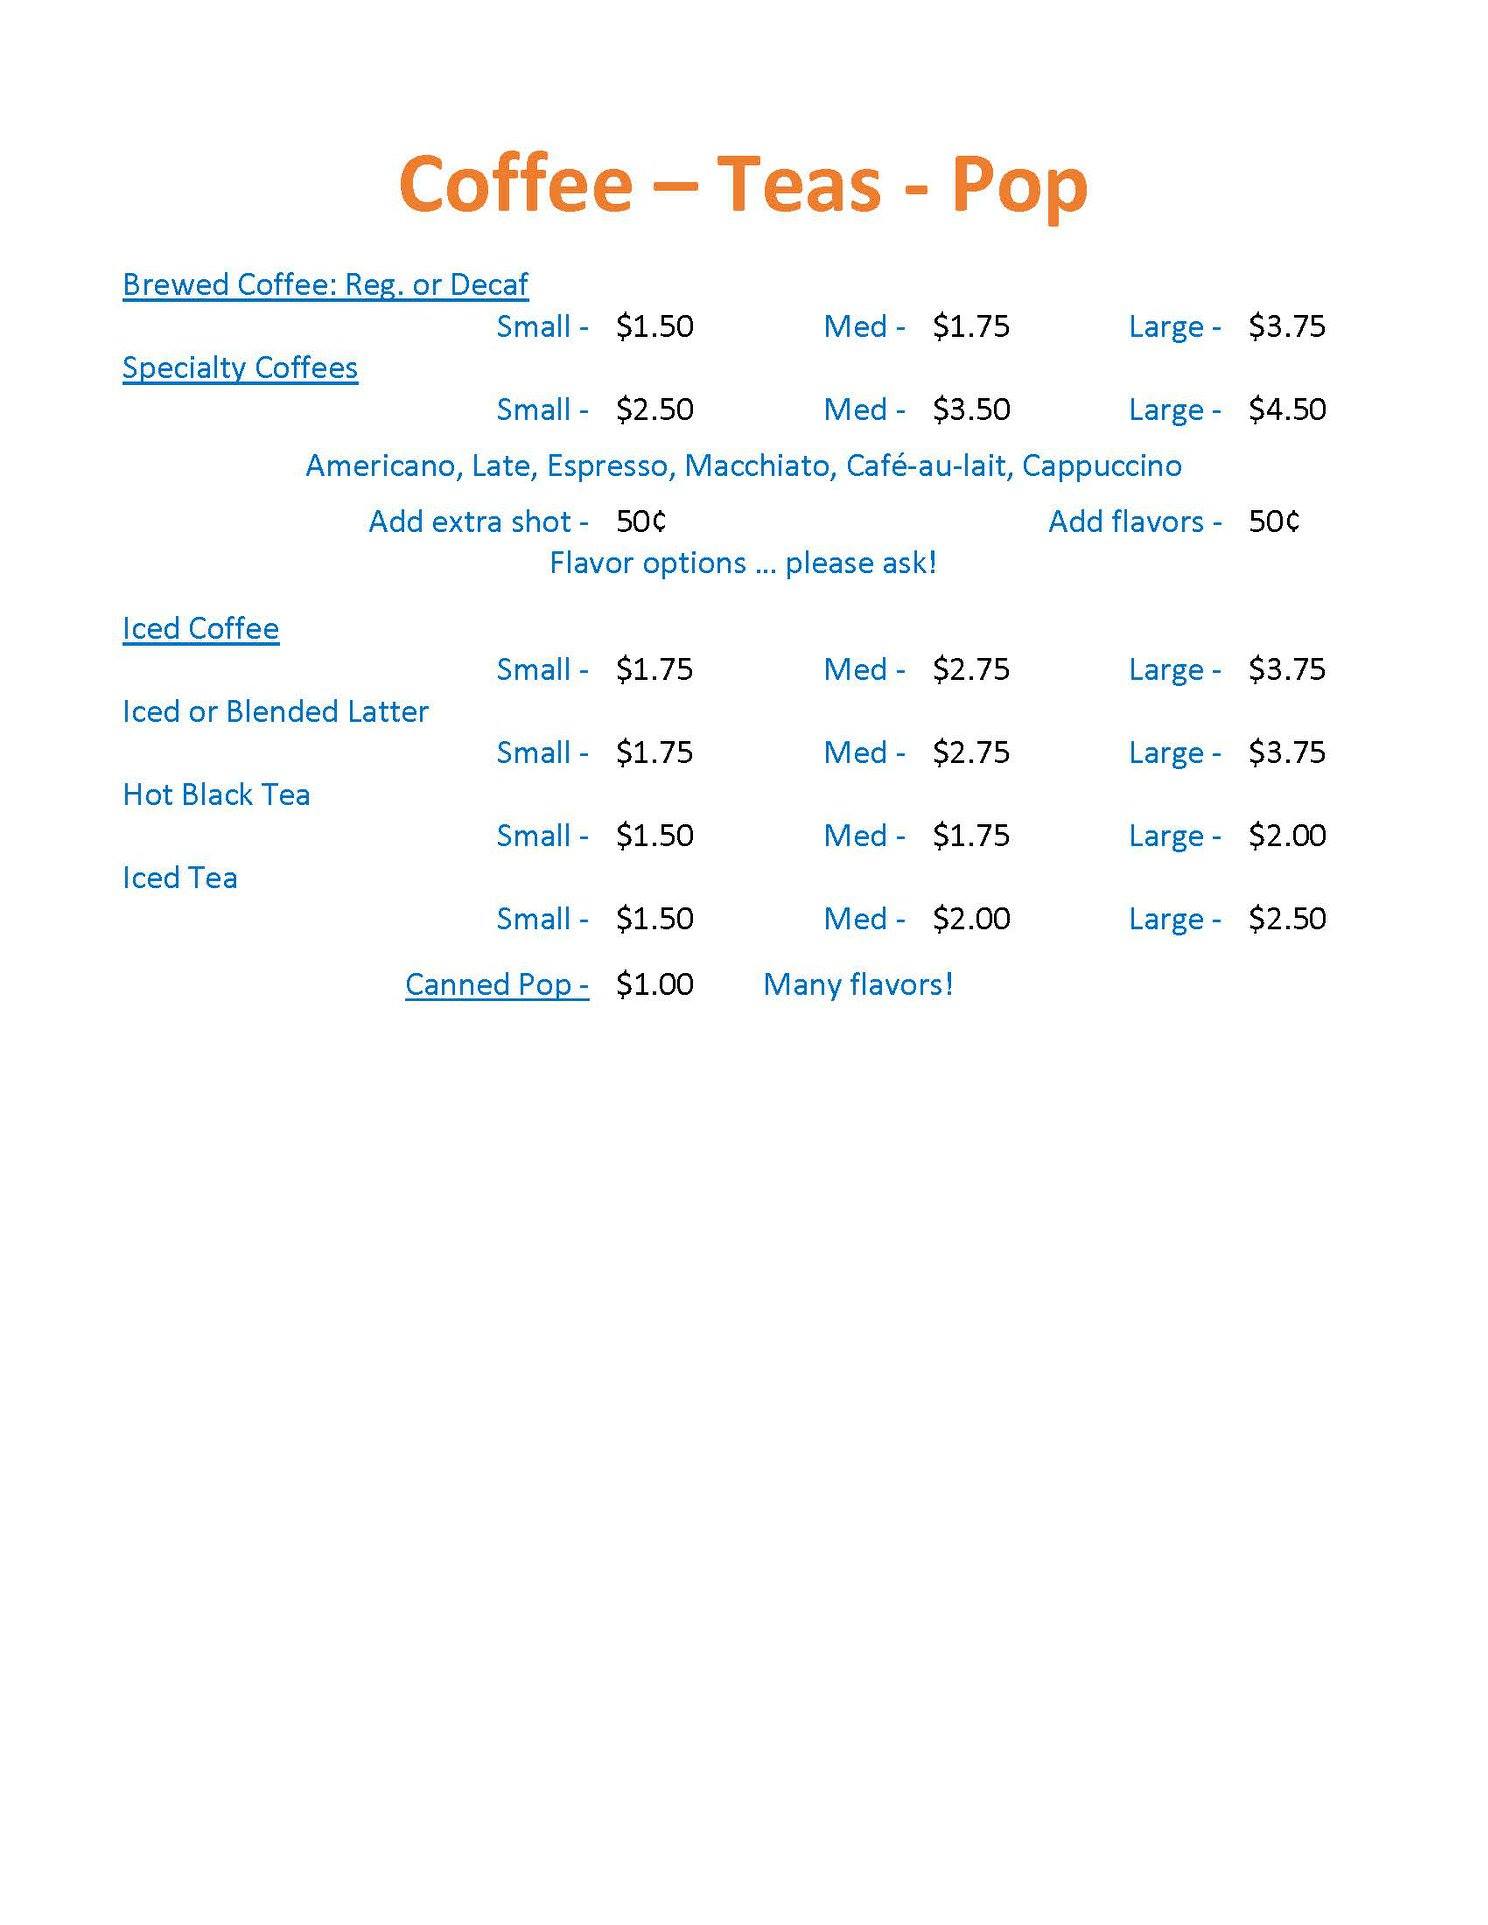 Coffee – Teas - Pop
Brewed Coffee: Reg. or Decaf
Small - $1.50 Med - $1.75 Large - $3.75
Specialty Coffees
Small - $2.50 Med - $3.50 Large - $4.50
Americano, Late, Espresso, Macchiato, Café-au-lait, Cappuccino
Add extra shot - 50¢ Add flavors - 50¢
Flavor options ... please ask!
Iced Coffee
Small - $1.75 Med - $2.75 Large - $3.75
Iced or Blended Latter
Small - $1.75 Med - $2.75 Large - $3.75
Hot Black Tea
Small - $1.50 Med - $1.75 Large - $2.00
Iced Tea
Small - $1.50 Med - $2.00 Large - $2.50
Canned Pop - $1.00 Many flavors!